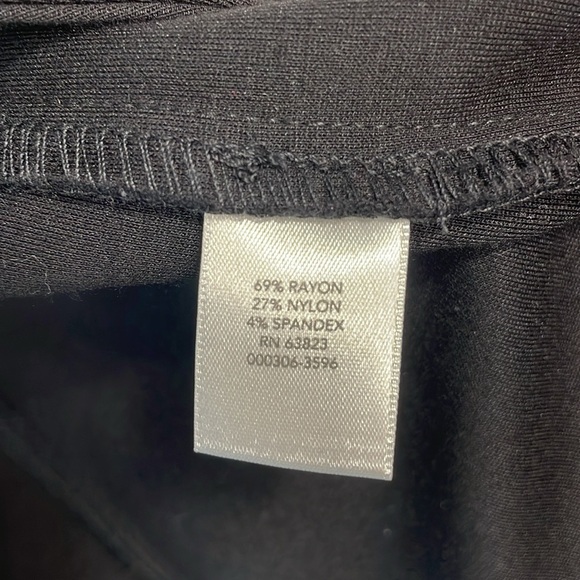 69% RAYON
27% NYLON
4% SPANDEX
RN 63823
000306-3596